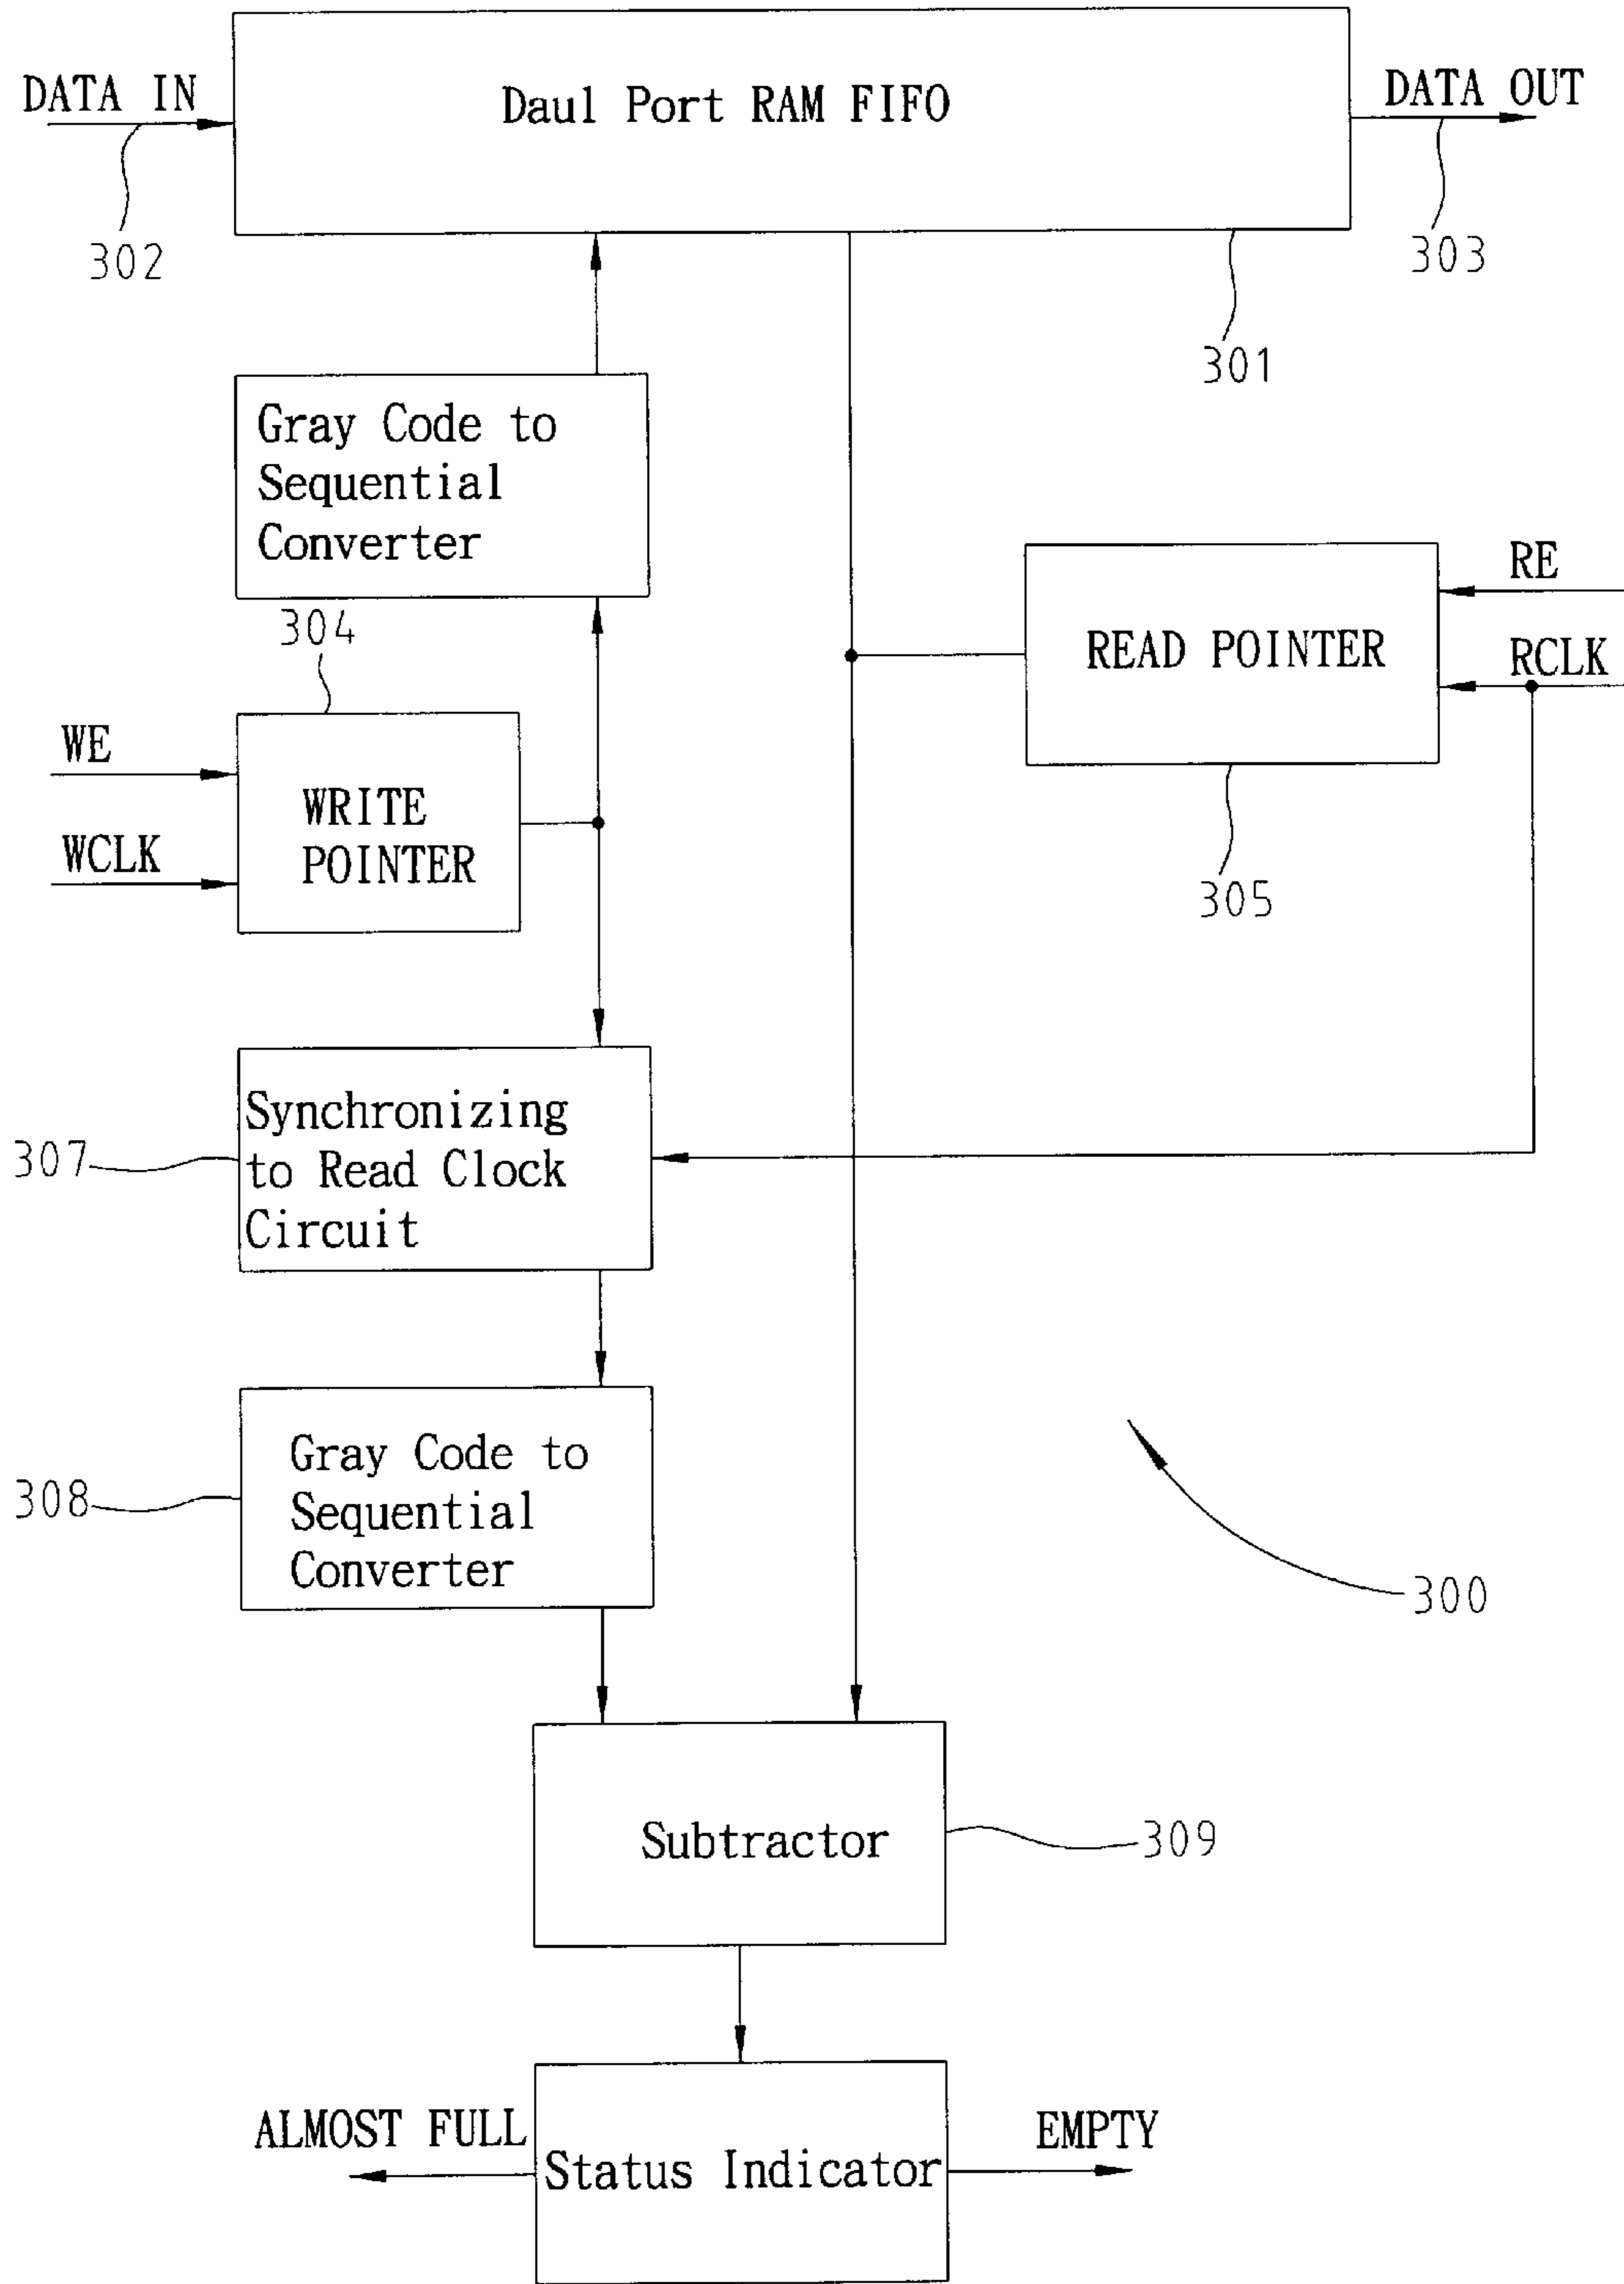 DATA IN
Daul Port RAM FIFO
DATA OUT
302
303
301
Gray Code to
Sequential
Converter
304
RE
READ POINTER
RCLK
WE
WRITE
POINTER
WCLK
305
Synchronizing
to Read Clock
Circuit
307
Gray Code to
Sequential
Converter
308
300
Subtractor
309
ALMOST FULL
Status Indicator
EMPTY